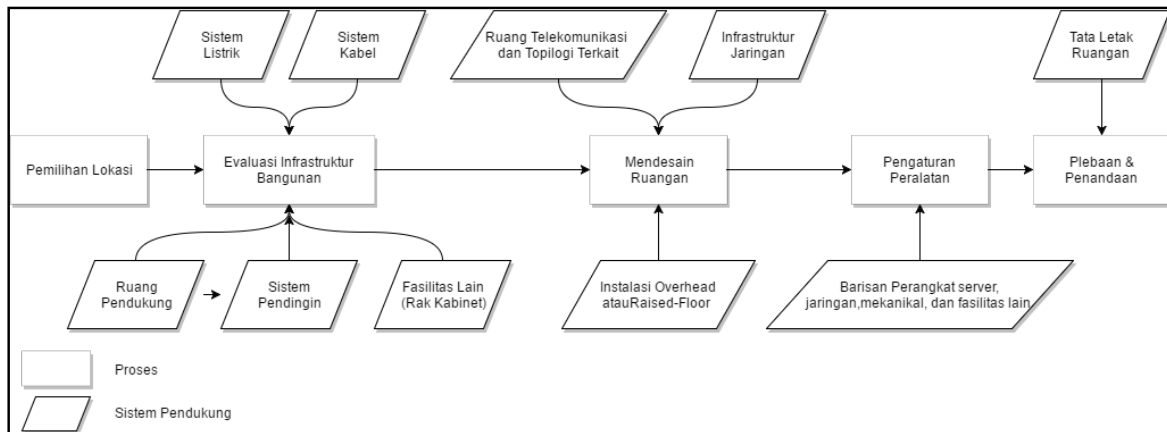 Sistem
Listrik
Sistem
Kabel
Ruang Telekomunikasi
dan Topilogi Terkait
Infrastruktur
Jaringan
Tata Letak
Ruangan
Pemilihan Lokasi
Evaluasi Infrastruktur
Bangunan
Mendesain
Ruangan
Pengaturan
Peralatan
Plebaan &
Penandaan
Ruang
Pendukung
Sistem
Pendingin
Fasilitas Lain
(Rak Kabinet)
Instalasi Overhead
atauRaised-Floor
Barisan Perangkat server,
jaringan,mekanikal, dan fasilitas lain
Proses
Sistem Pendukung